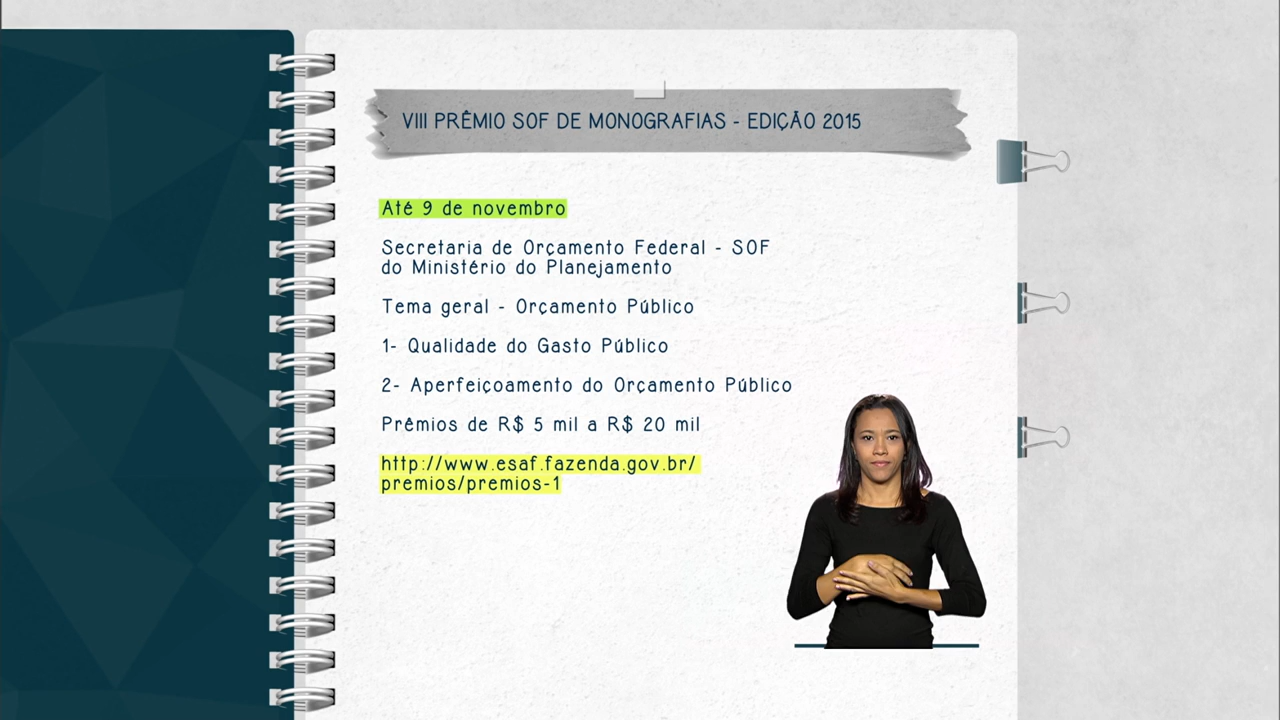 VIII PRÊMIO SOF DE MONOGRAFIAS - EDIÇÃO 2015
Até 9 de novembro
Secretaria de Orçamento Federal - SOF
do Ministério do Planejamento
Tema geral - Orçamento Público
1- Qualidade do Gasto Público
2- Aperfeiçoamento do Orçamento Público
Prêmios de R$ 5 mil a R$ 20 mil
http://www.esaf.fazenda.gov.br/
premios/premios-1